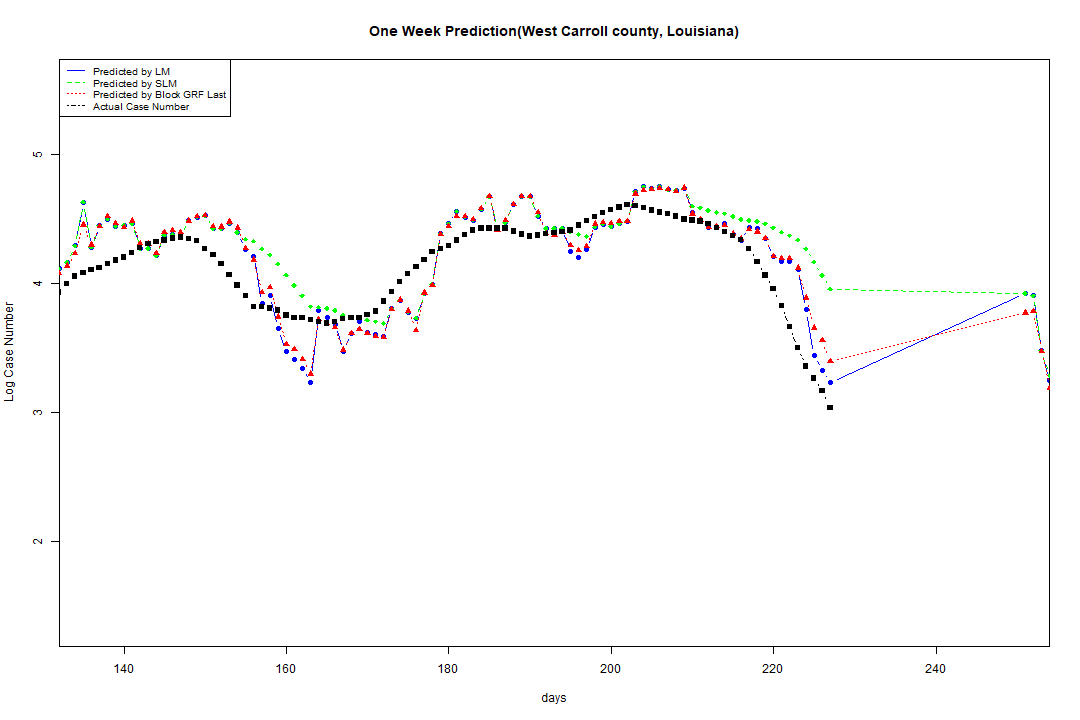 One Week Prediction(West Carroll county, Louisiana)
Predicted by LM
Predicted by SLM
Predicted by Block GRF Last
Actual Case Number
5
4
3
2
Log Case Number
140 160 180 200 220 240
days